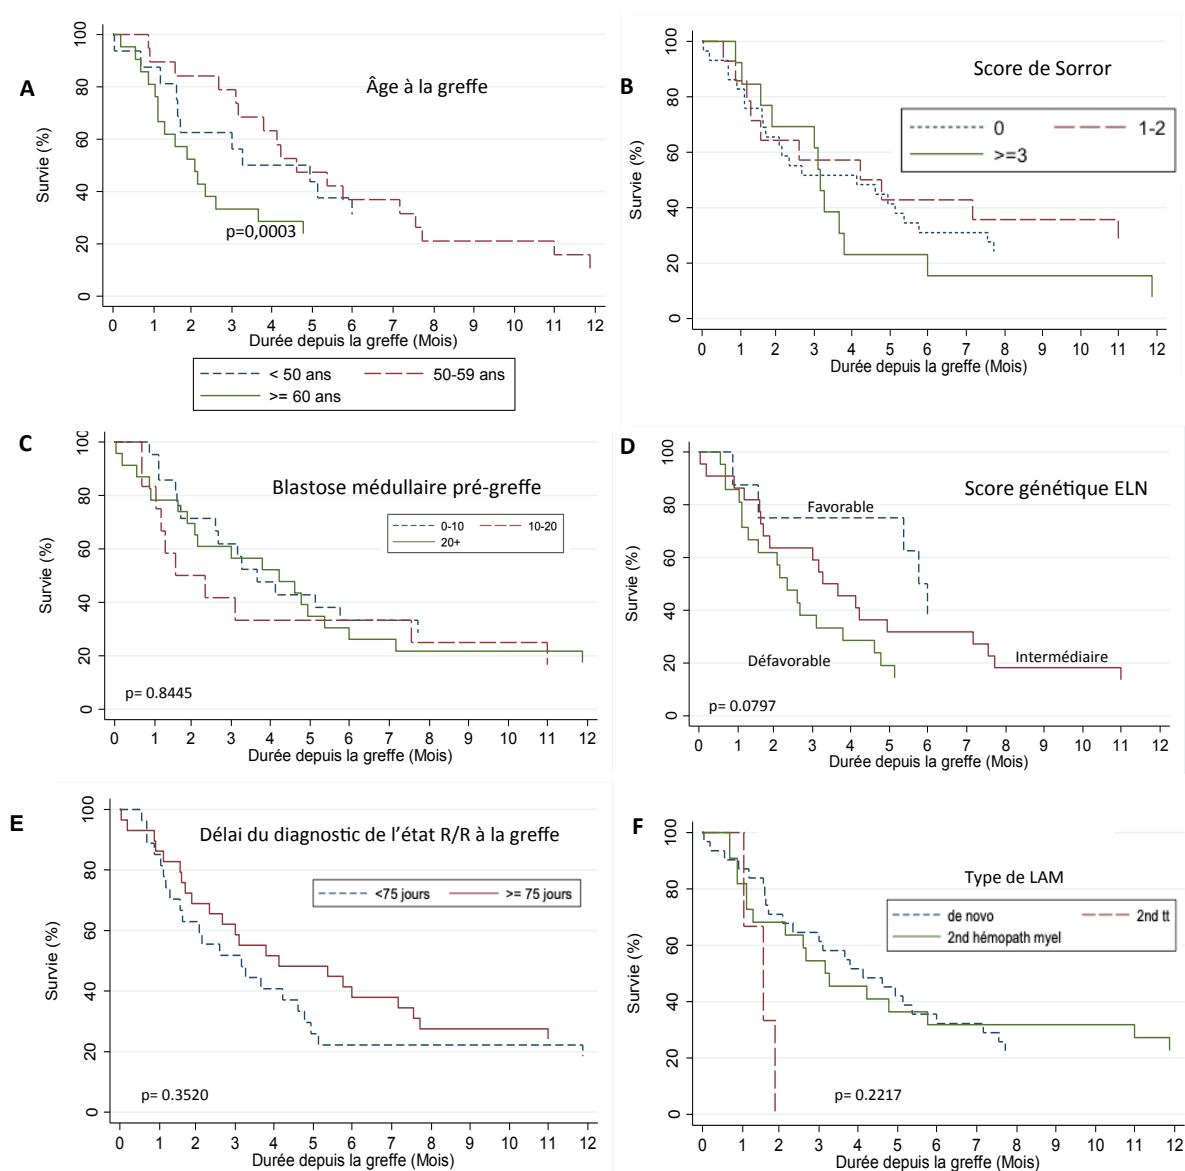 A
Âge à la greffe
Survie (%)
100
80
60
40
20
0
p=0,0003
0 1 2 3 4 5 6 7 8 9 10 11 12
Durée depuis la greffe (Mois)
< 50 ans 50-59 ans
>= 60 ans
B
Score de Sorror
Survie (%)
100
80
60
40
20
0
0 1-2
>=3
0 1 2 3 4 5 6 7 8 9 10 11 12
Durée depuis la greffe (Mois)
C
Blastose médullaire pré-greffe
Survie (%)
100
80
60
40
20
0
0-10 10-20
20+
p= 0.8445
0 1 2 3 4 5 6 7 8 9 10 11 12
Durée depuis la greffe (Mois)
D
Score génétique ELN
Survie (%)
100
80
60
40
20
0
Favorable
Défavorable
Intermédiaire
p= 0.0797
0 1 2 3 4 5 6 7 8 9 10 11 12
Durée depuis la greffe (Mois)
E
Délai du diagnostic de l’état R/R à la greffe
Survie (%)
100
80
60
40
20
0
<75 jours >= 75 jours
p= 0.3520
0 1 2 3 4 5 6 7 8 9 10 11 12
Durée depuis la greffe (Mois)
F
Type de LAM
Survie (%)
100
80
60
40
20
0
de novo 2nd tt
2nd hémopath myel
p= 0.2217
0 1 2 3 4 5 6 7 8 9 10 11 12
Durée depuis la greffe (Mois)